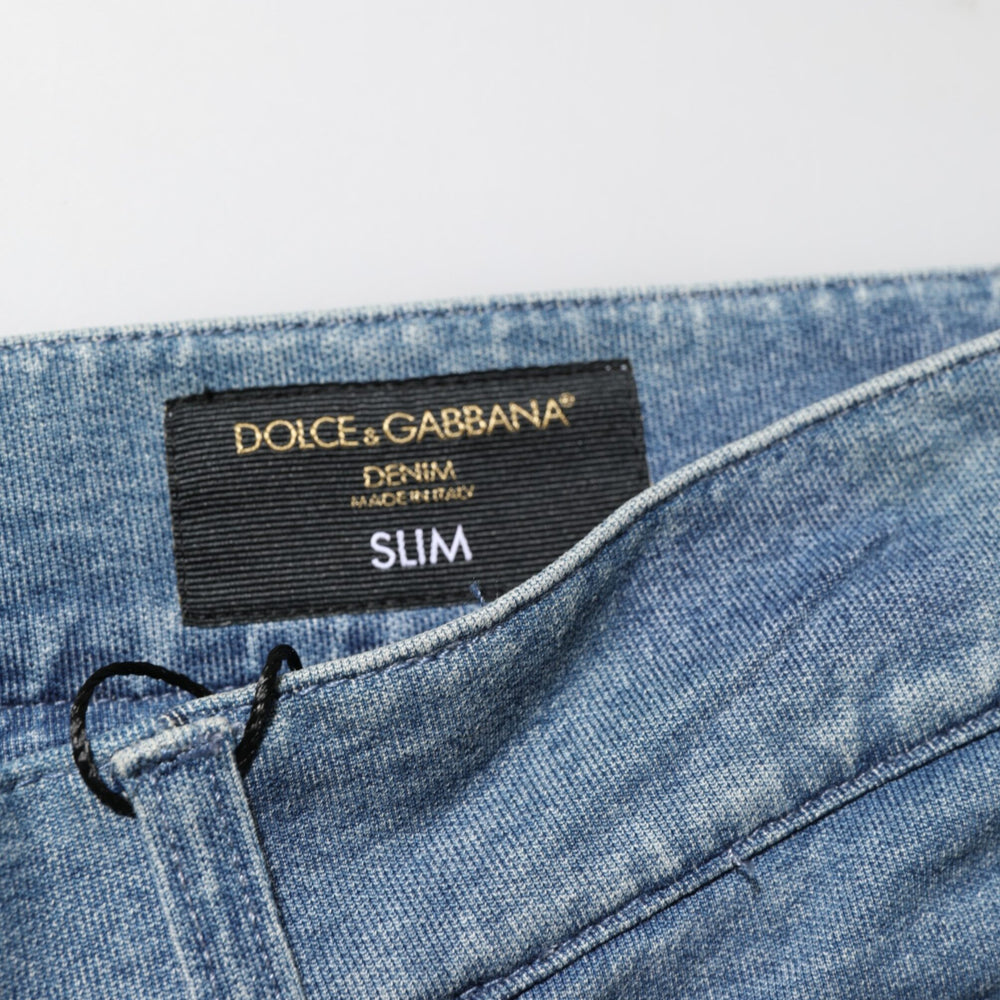 DOLCE & GABBANA®
DENIM
MADE IN ITALY
SLIM